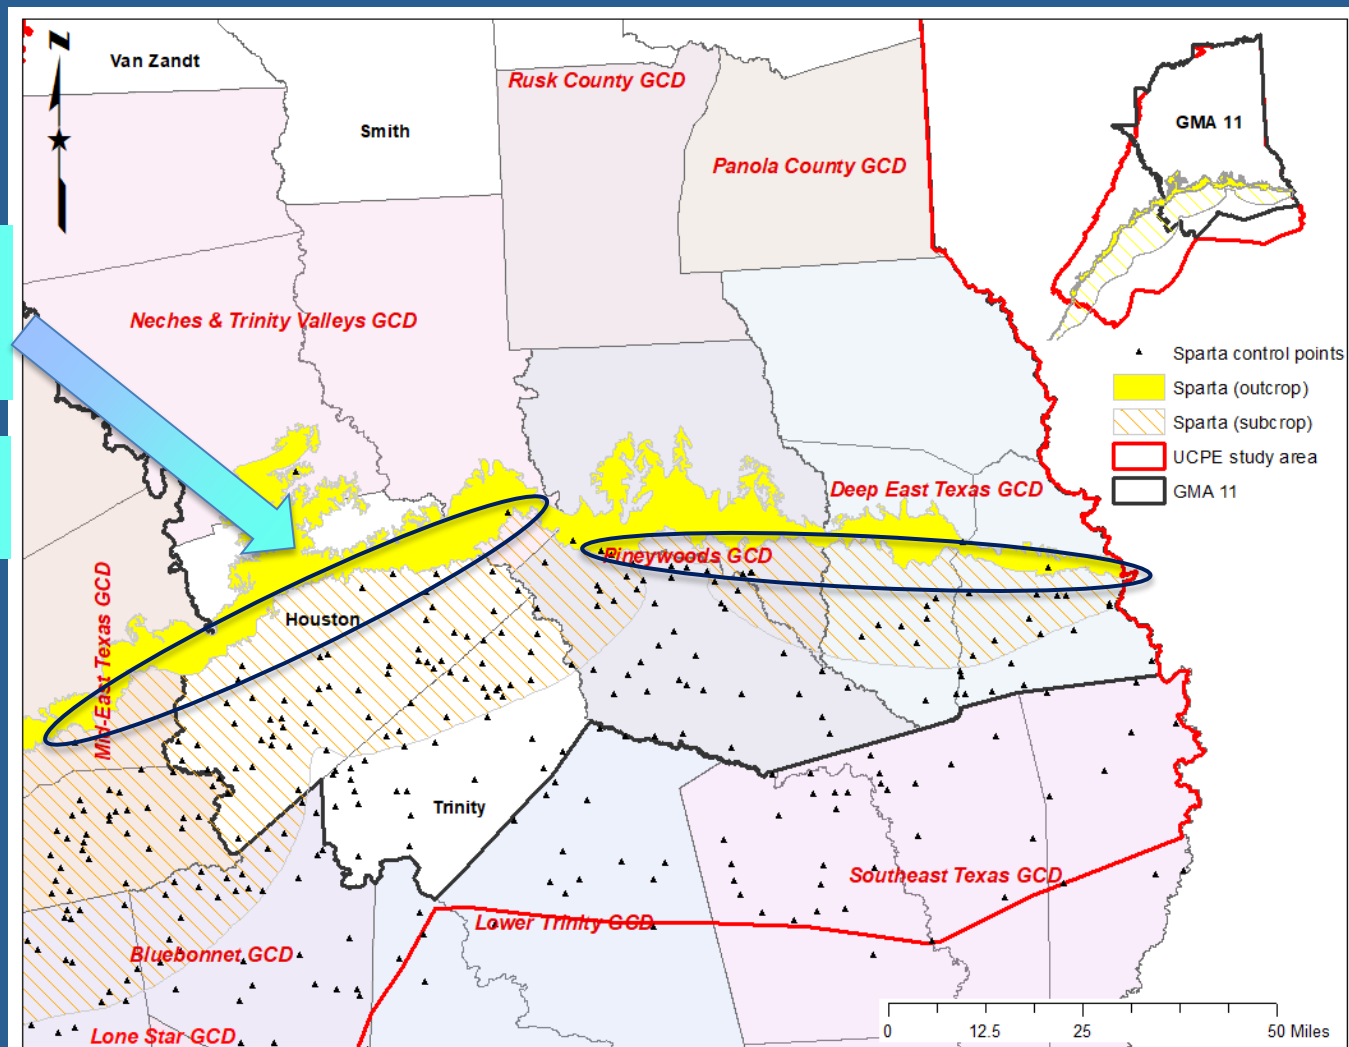 N
Van Zandt
Smith
Rusk County GCD
Panola County GCD
GMA 11
Neches & Trinity Valleys GCD
Sparta control points
Sparta (outcrop)
Sparta (subcrop)
UCPE study area
GMA 11
Deep East Texas GCD
Pineywoods GCD
Mid-East Texas GCD
Houston
Trinity
Southeast Texas GCD
Lower Trinity GCD
Bluebonnet GCD
Lone Star GCD
0 12.5 25 50 Miles